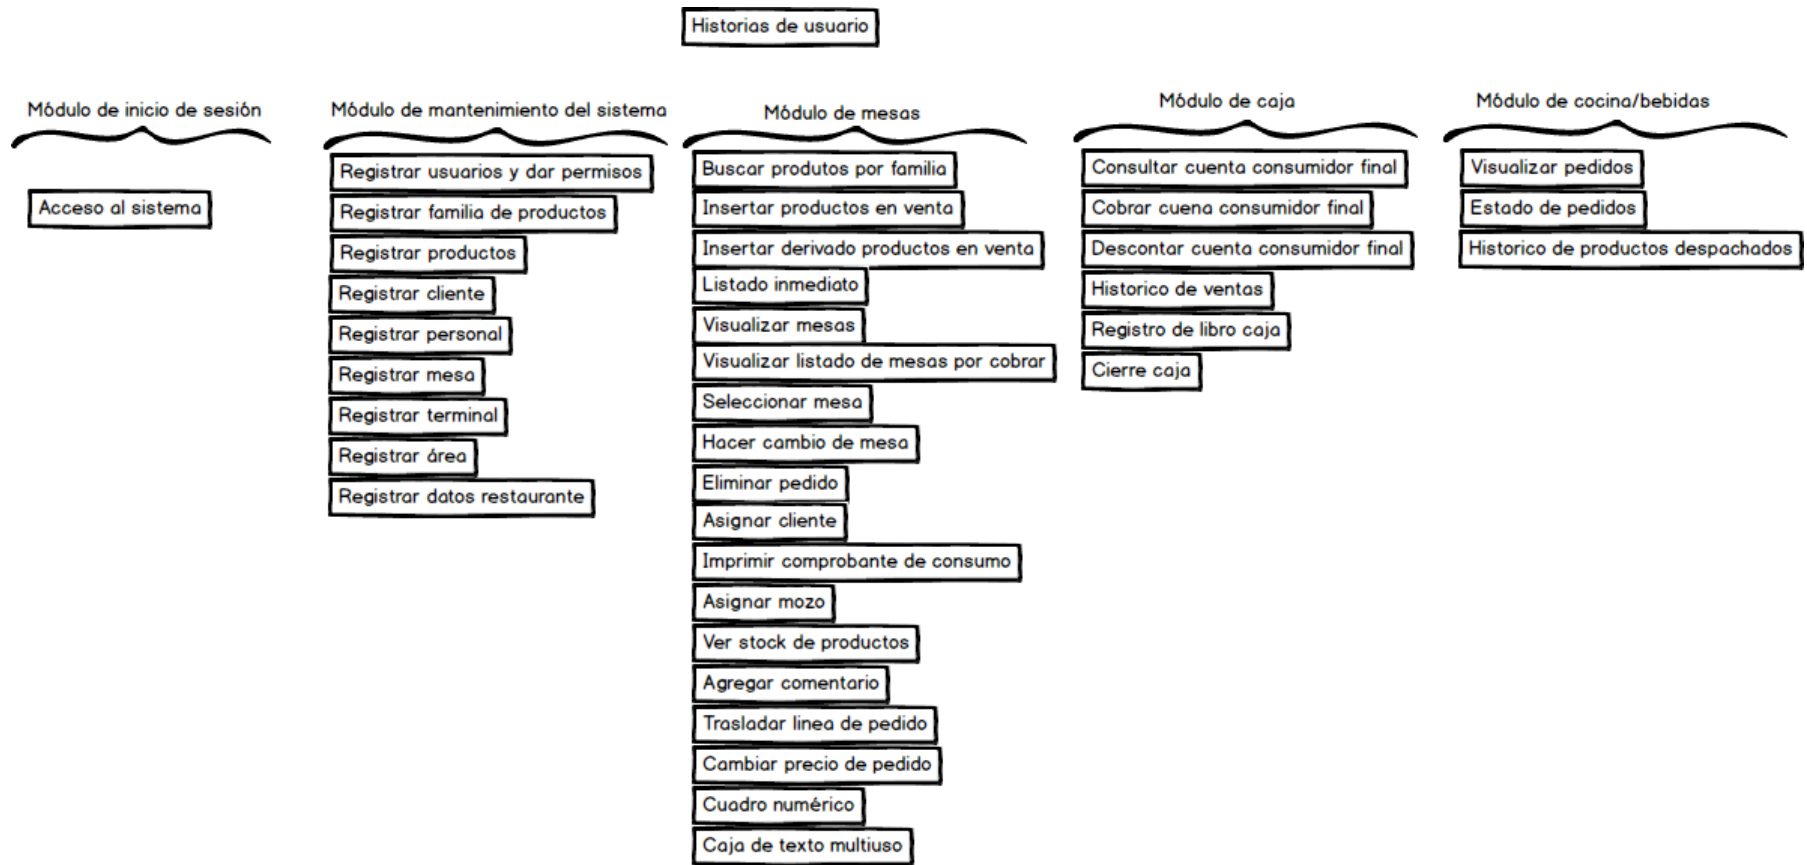 Historias de usuario
Módulo de inicio de sesión
Acceso al sistema
Módulo de mantenimiento del sistema
Registrar usuarios y dar permisos
Registrar familia de productos
Registrar productos
Registrar cliente
Registrar personal
Registrar mesa
Registrar terminal
Registrar área
Registrar datos restaurante
Módulo de mesas
Buscar produtos por familia
Insertar productos en venta
Insertar derivado productos en venta
Listado inmediato
Visualizar mesas
Visualizar listado de mesas por cobrar
Seleccionar mesa
Hacer cambio de mesa
Eliminar pedido
Asignar cliente
Imprimir comprobante de consumo
Asignar mozo
Ver stock de productos
Agregar comentario
Trasladar linea de pedido
Cambiar precio de pedido
Cuadro numérico
Caja de texto multiuso
Módulo de caja
Consultar cuenta consumidor final
Cobrar cuena consumidor final
Descontar cuenta consumidor final
Historico de ventas
Registro de libro caja
Cierre caja
Módulo de cocina/bebidas
Visualizar pedidos
Estado de pedidos
Historico de productos despachados